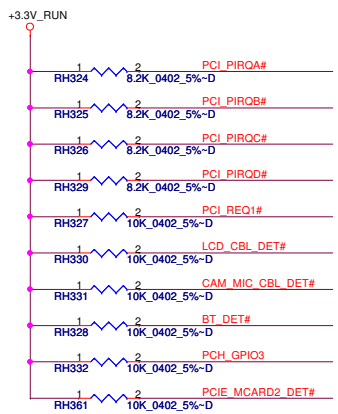 +3.3V_RUN
1 2 PCI_PIRQA#
RH324 8.2K_0402_5%~D
1 2 PCI_PIRQB#
RH325 8.2K_0402_5%~D
1 2 PCI_PIRQC#
RH326 8.2K_0402_5%~D
1 2 PCI_PIRQD#
RH329 8.2K_0402_5%~D
1 2 PCI_REQ1#
RH327 10K_0402_5%~D
1 2 LCD_CBL_DET#
RH330 10K_0402_5%~D
1 2 CAM_MIC_CBL_DET#
RH331 10K_0402_5%~D
1 2 BT_DET#
RH328 10K_0402_5%~D
1 2 PCH_GPIO3
RH332 10K_0402_5%~D
1 2 PCIE_MCARD2_DET#
RH361 10K_0402_5%~D